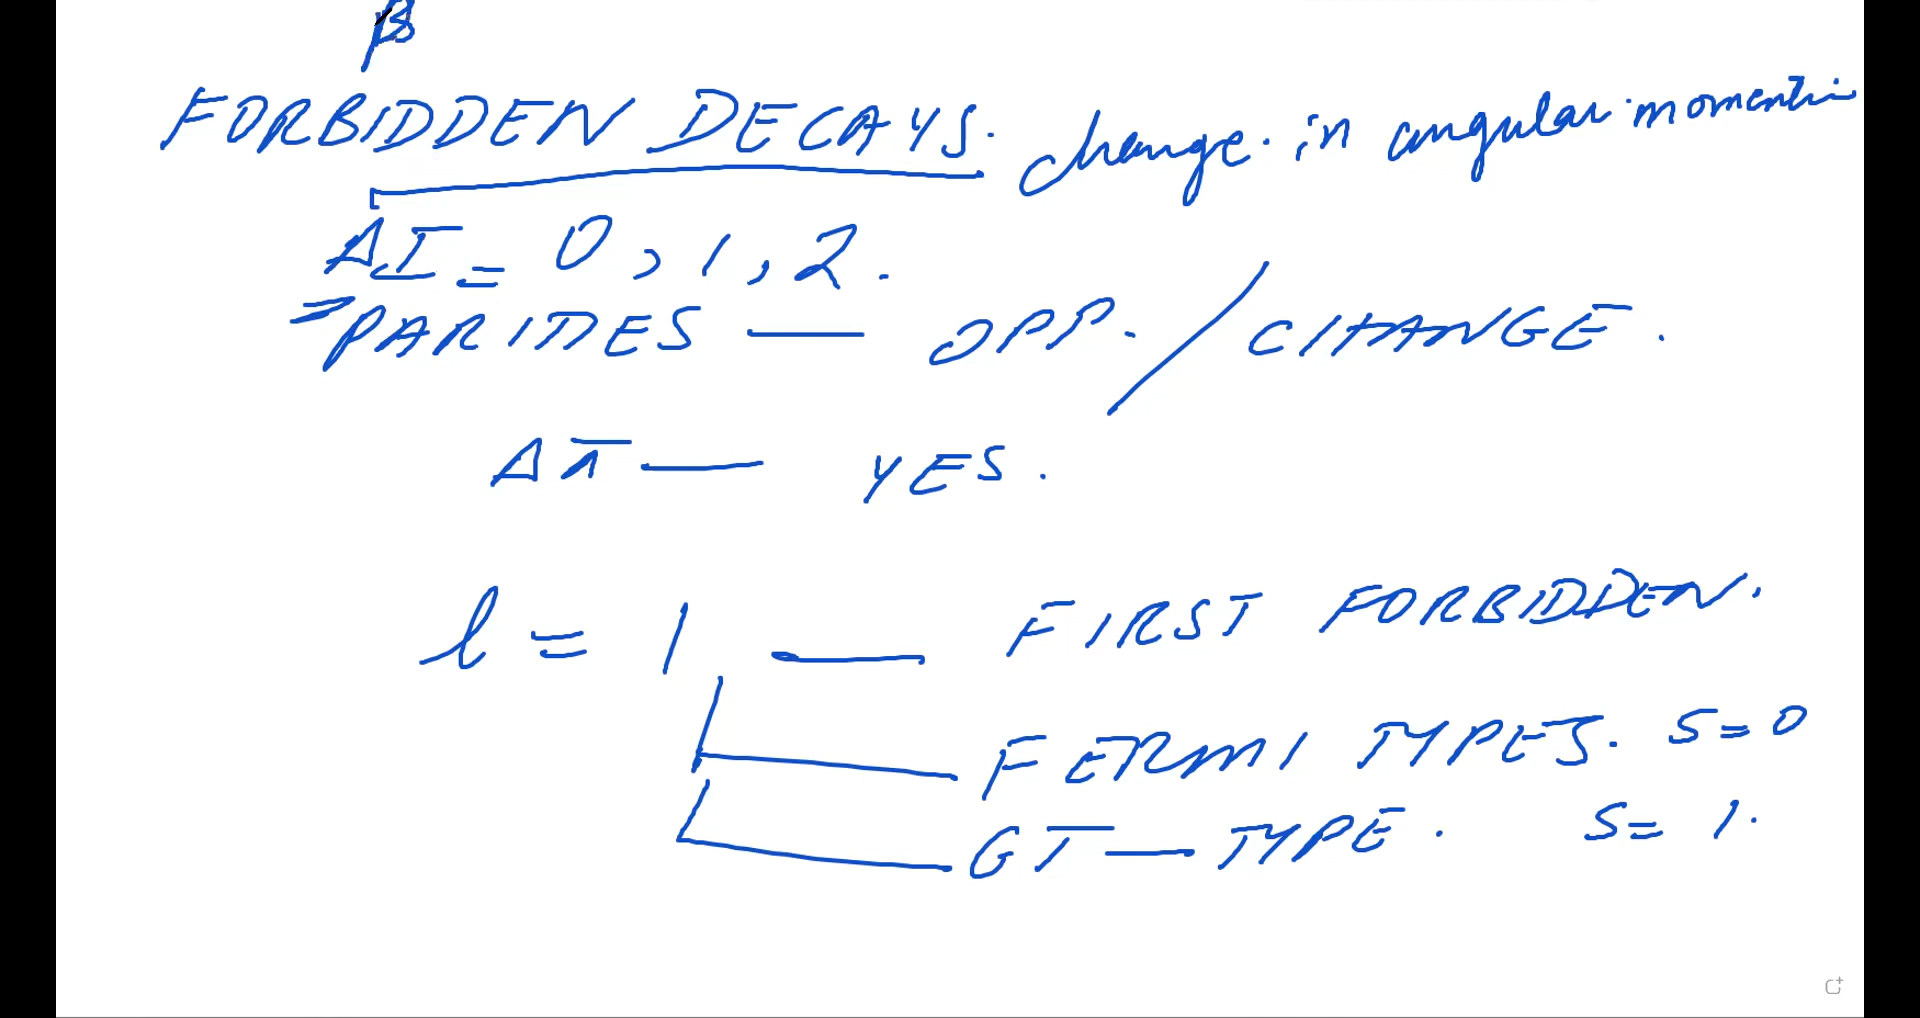 β
FORBIDDEN DECAYS. change in angular momentum
ΔI = 0, 1, 2.
PARITIES — OPP. / CHANGE.
Δπ — YES.
l = 1 — FIRST FORBIDDEN.
FERMI TYPES. S=0
GT — TYPE. S= 1.